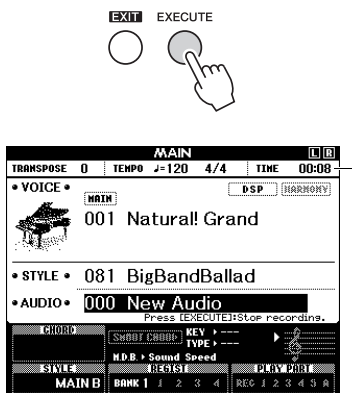 EXIT EXECUTE
MAIN L R
TRANSPOSE 0 TEMPO ♩=120 4/4 TIME 00:08
• VOICE • DSP HARMONY
MAIN
001 Natural! Grand
• STYLE • 081 BigBandBallad
• AUDIO • 000 New Audio
Press [EXECUTE]:Stop recording.
CHORD SMART CHORD KEY ▸ ---
TYPE ▸ ---
M.D.B. ▸ Sound Speed
STYLE REGIST PLAY PART
MAIN B BANK 1 1 2 3 4 REC 1 2 3 4 5 A